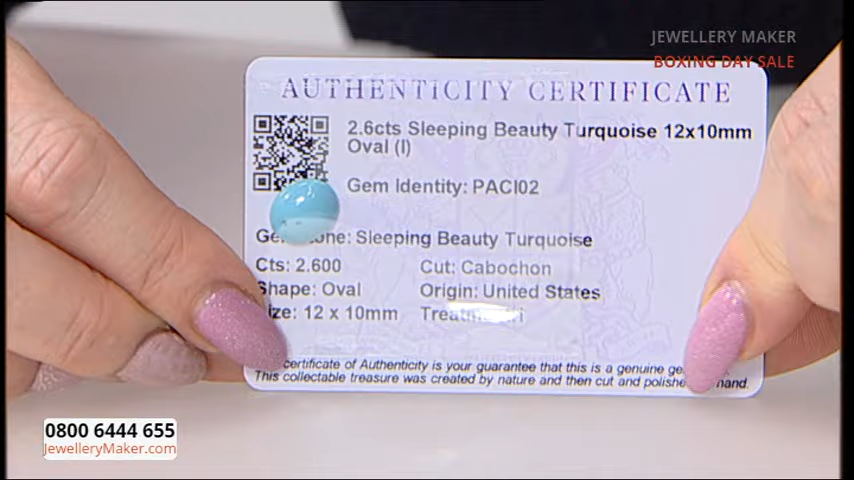 JEWELLERY MAKER
BOXING DAY SALE
AUTHENTICITY CERTIFICATE
2.6cts Sleeping Beauty Turquoise 12x10mm
Oval (I)
Gem Identity: PACI02
Sleeping Beauty Turquoise
Cts: 2.600 Cut: Cabochon
Shape: Oval Origin: United States
12 x 10mm
certificate of Authenticity is your guarantee that this is a genuine
This collectable treasure was created by nature and then cut and hand.
0800 6444 655
JewelleryMaker.com